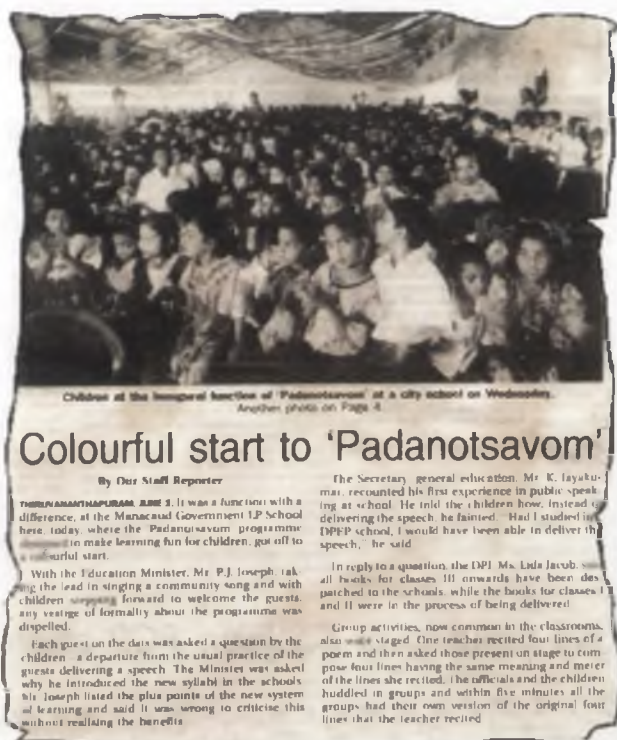 Children at the inaugural function of 'Padanotsavom' at a city school on Wednesday.
Another photo on Page 4.
Colourful start to 'Padanotsavom'
By Our Staff Reporter
THIRUVANANTHAPURAM, JUNE 3. It was a function with a
difference, at the Manacaud Government LP School
here, today, where the Padanotsavom programme
to make learning fun for children, got off to
a colourful start.
With the Education Minister, Mr. P.J. Joseph, tak-
ing the lead in singing a community song and with
children stepping forward to welcome the guests,
any vestige of formality about the programme was
dispelled.
Each guest on the dais was asked a question by the
children - a departure from the usual practice of the
guests delivering a speech. The Minister was asked
why he introduced the new syllabi in the schools.
Mr. Joseph listed the plus points of the new system
of learning and said it was wrong to criticise this
without realising the benefits.
The Secretary, general education, Mr. K. Jayaku-
mar, recounted his first experience in public speak-
ing at school. He told the children how, instead of
delivering the speech, he fainted. "Had I studied in
DPEP school, I would have been able to deliver the
speech," he said.
In reply to a question, the DPI, Ms. Lida Jacob,
all books for classes III onwards have been des-
patched to the schools, while the books for classes I
and II were in the process of being delivered.
Group activities, now common in the classrooms,
also were staged. One teacher recited four lines of a
poem and then asked those present on stage to com-
pose four lines having the same meaning and meter
of the lines she recited. The officials and the children
huddled in groups and within five minutes all the
groups had their own version of the original four
lines that the teacher recited.